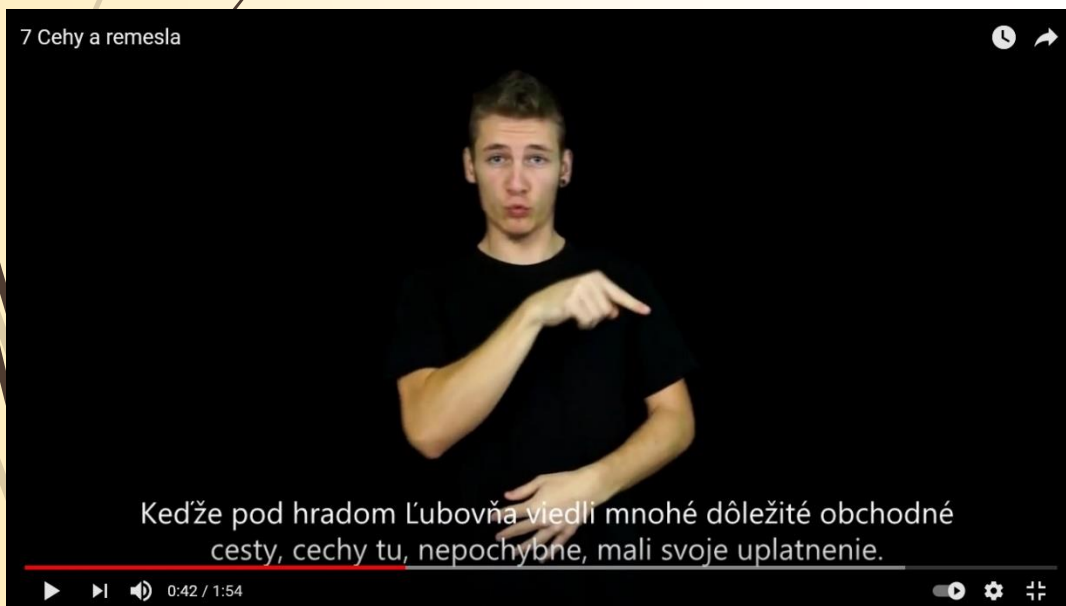 7 Cehy a remesla
Keďže pod hradom Ľubovňa viedli mnohé dôležité obchodné
cesty, cechy tu, nepochybne, mali svoje uplatnenie.
0:42 / 1:54